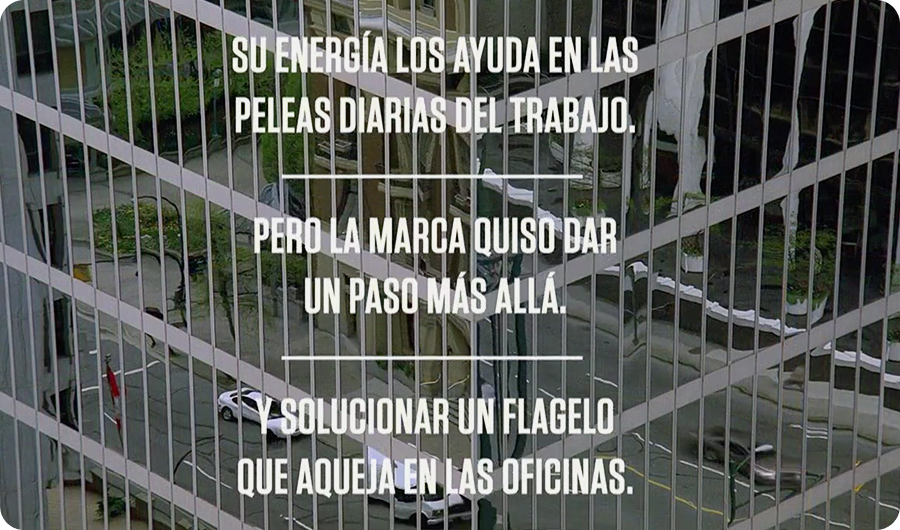 SU ENERGÍA LOS AYUDA EN LAS
PELEAS DIARIAS DEL TRABAJO.
PERO LA MARCA QUISO DAR
UN PASO MÁS ALLÁ.
Y SOLUCIONAR UN FLAGELO
QUE AQUEJA EN LAS OFICINAS.